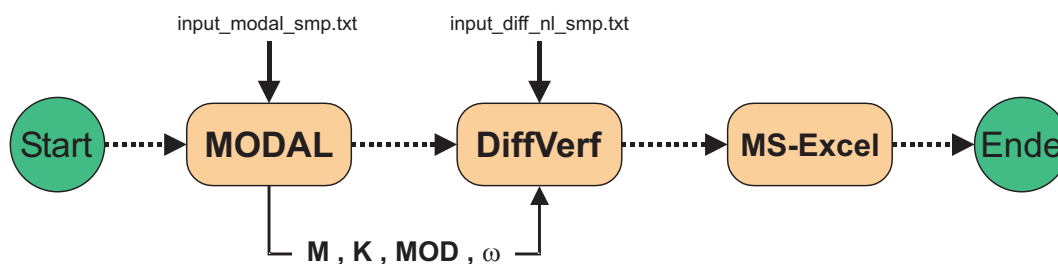 input_modal_smp.txt input_diff_nl_smp.txt
Start MODAL DiffVerf MS-Excel Ende
M , K , MOD , ω